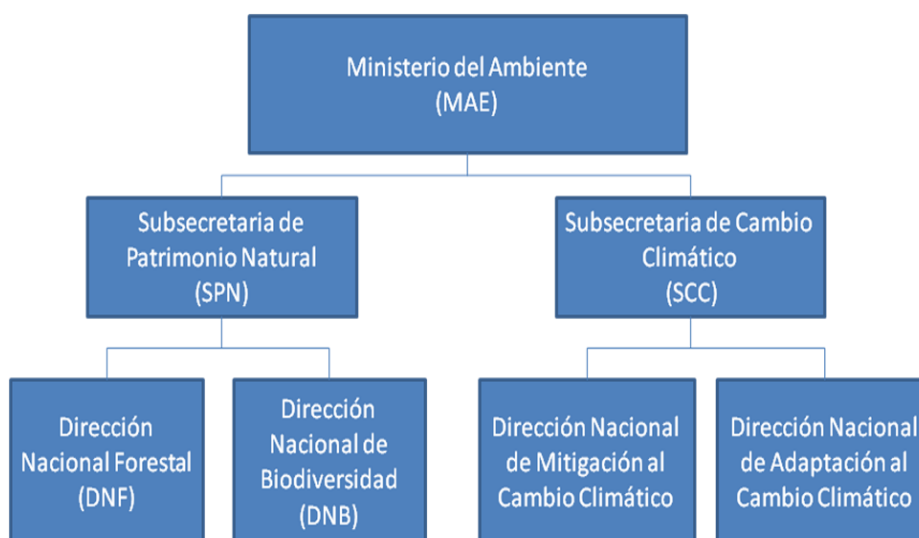 Ministerio del Ambiente
(MAE)
Subsecretaria de
Patrimonio Natural
(SPN)
Subsecretaria de Cambio
Climático
(SCC)
Dirección
Nacional Forestal
(DNF)
Dirección
Nacional de
Biodiversidad
(DNB)
Dirección Nacional
de Mitigación al
Cambio Climático
Dirección Nacional
de Adaptación al
Cambio Climático